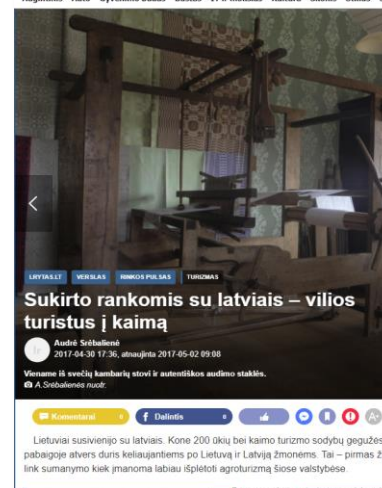 LRYTAS.LT VERSLAS RINKOS PULSAS TURIZMAS
Sukirto rankomis su latviais – vilios
turistus į kaimą
Audrė Srėbalienė
2017-04-30 17:36, atnaujinta 2017-05-02 09:08
Viename iš svečių kambarių stovi ir autentiškos audimo staklės.
A.Srėbalienės nuotr.
Komentarai 0 Dalintis 0
Lietuviai susivienijo su latviais. Kone 200 ūkių bei kaimo turizmo sodybų gegužės
pabaigoje atvers duris keliaujantiems po Lietuvą ir Latviją žmonėms. Tai – pirmas
link sumanymo kiek įmanoma labiau išplėtoti agroturizmą šiose valstybėse.